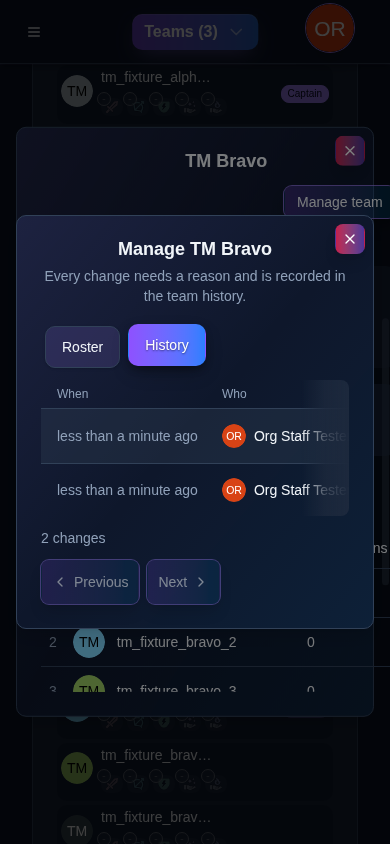 Teams (3)
OR
tm_fixture_alph…
TM
Captain
TM Bravo
Manage team
Manage TM Bravo
Every change needs a reason and is recorded in
the team history.
Roster
History
When
Who
less than a minute ago
OR
Org Staff Teste
less than a minute ago
OR
Org Staff Teste
ns
2 changes
Previous
Next
2
TM
tm_fixture_bravo_2
0
3
TM
tm_fixture_bravo_3
0
tm_fixture_brav…
TM
tm_fixture_brav…
TM